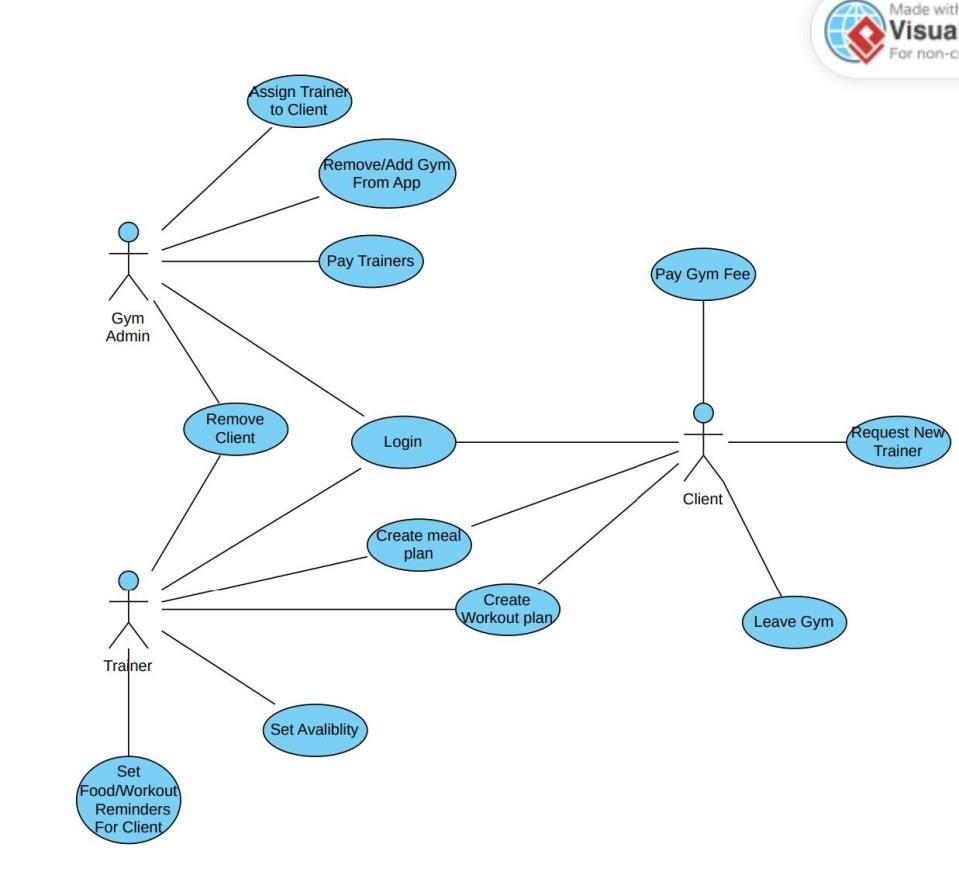 Made with
Visua
For non-c
Assign Trainer
to Client
Remove/Add Gym
From App
Pay Trainers
Gym
Admin
Pay Gym Fee
Remove
Client
Login
Request New
Trainer
Client
Create meal
plan
Create
Workout plan
Leave Gym
Trainer
Set Avaliblity
Set
Food/Workout
Reminders
For Client